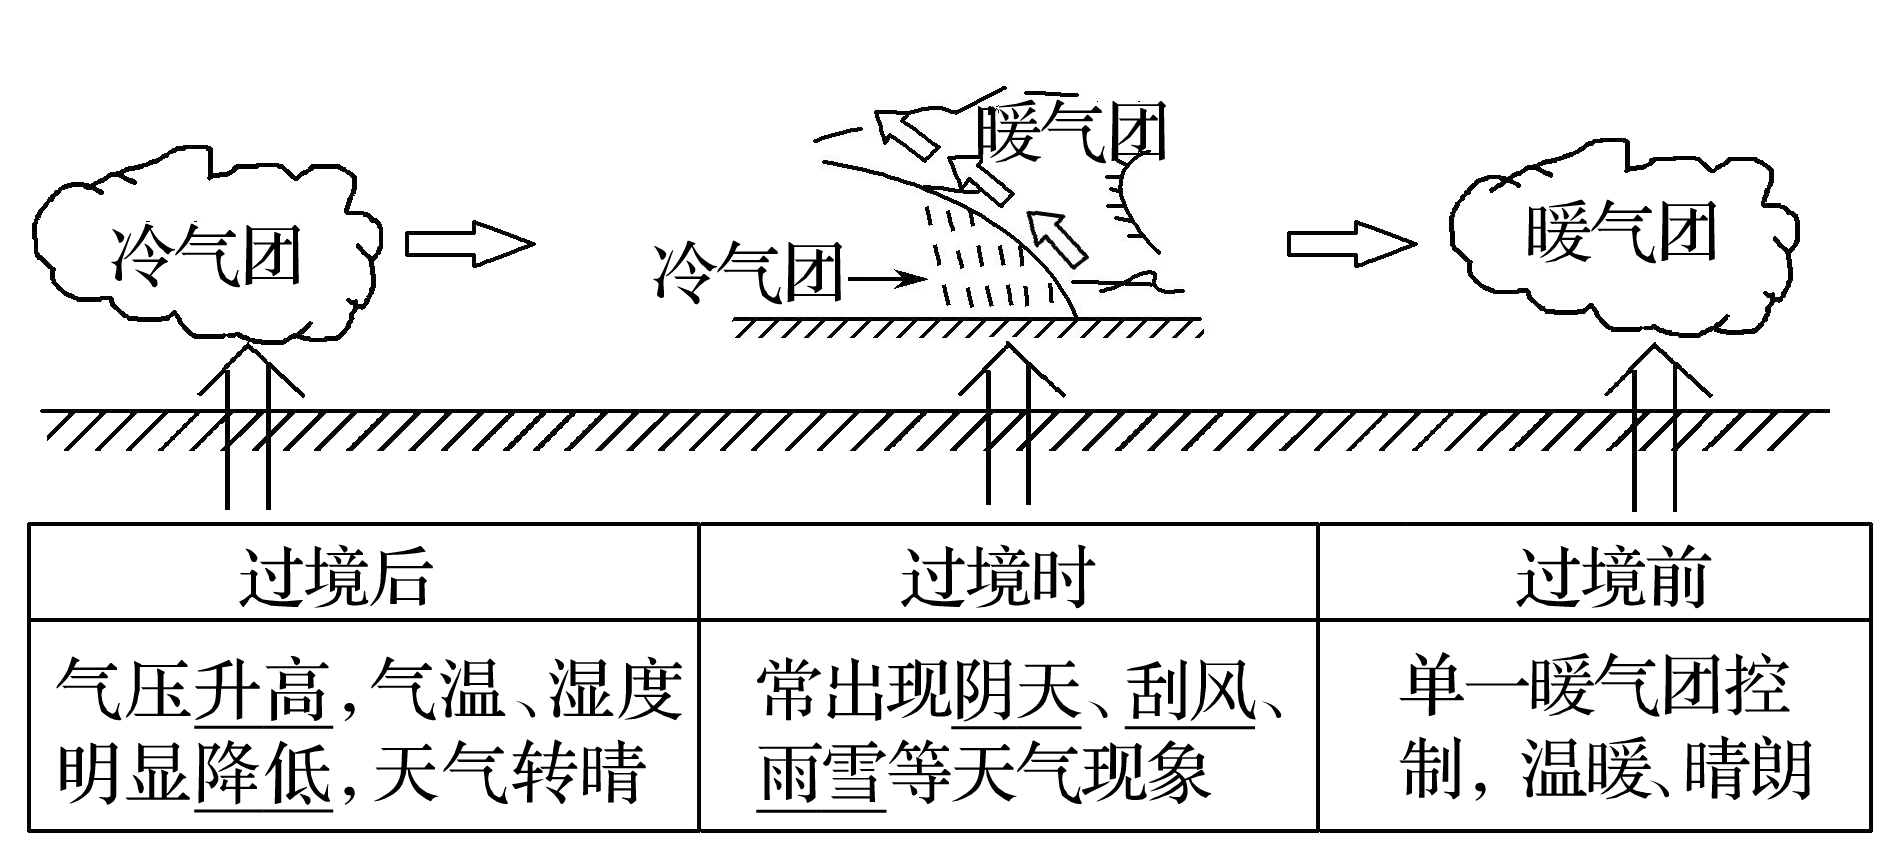 暖气团
冷气团
冷气团
暖气团
过境后
过境时
过境前
气压升高,气温、湿度
明显降低,天气转晴
常出现阴天、刮风、
雨雪等天气现象
单一暖气团控
制,温暖、晴朗